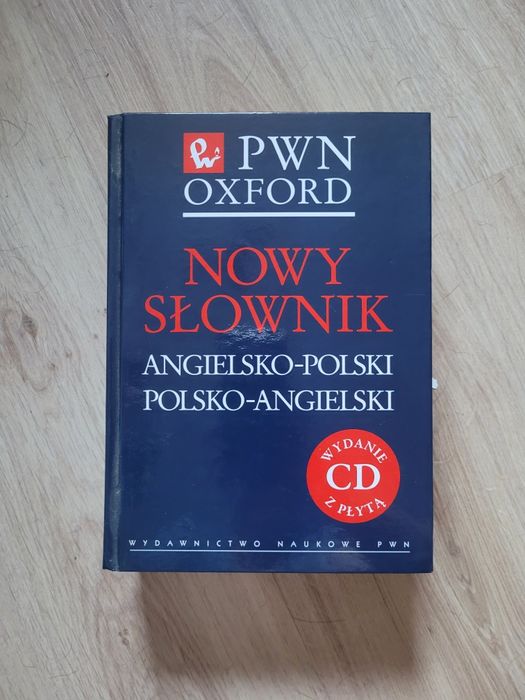 PWN
OXFORD
NOWY
SŁOWNIK
ANGIELSKO-POLSKI
POLSKO-ANGIELSKI
WYDANIE
CD
Z PŁYTĄ
WYDAWNICTWO NAUKOWE PWN